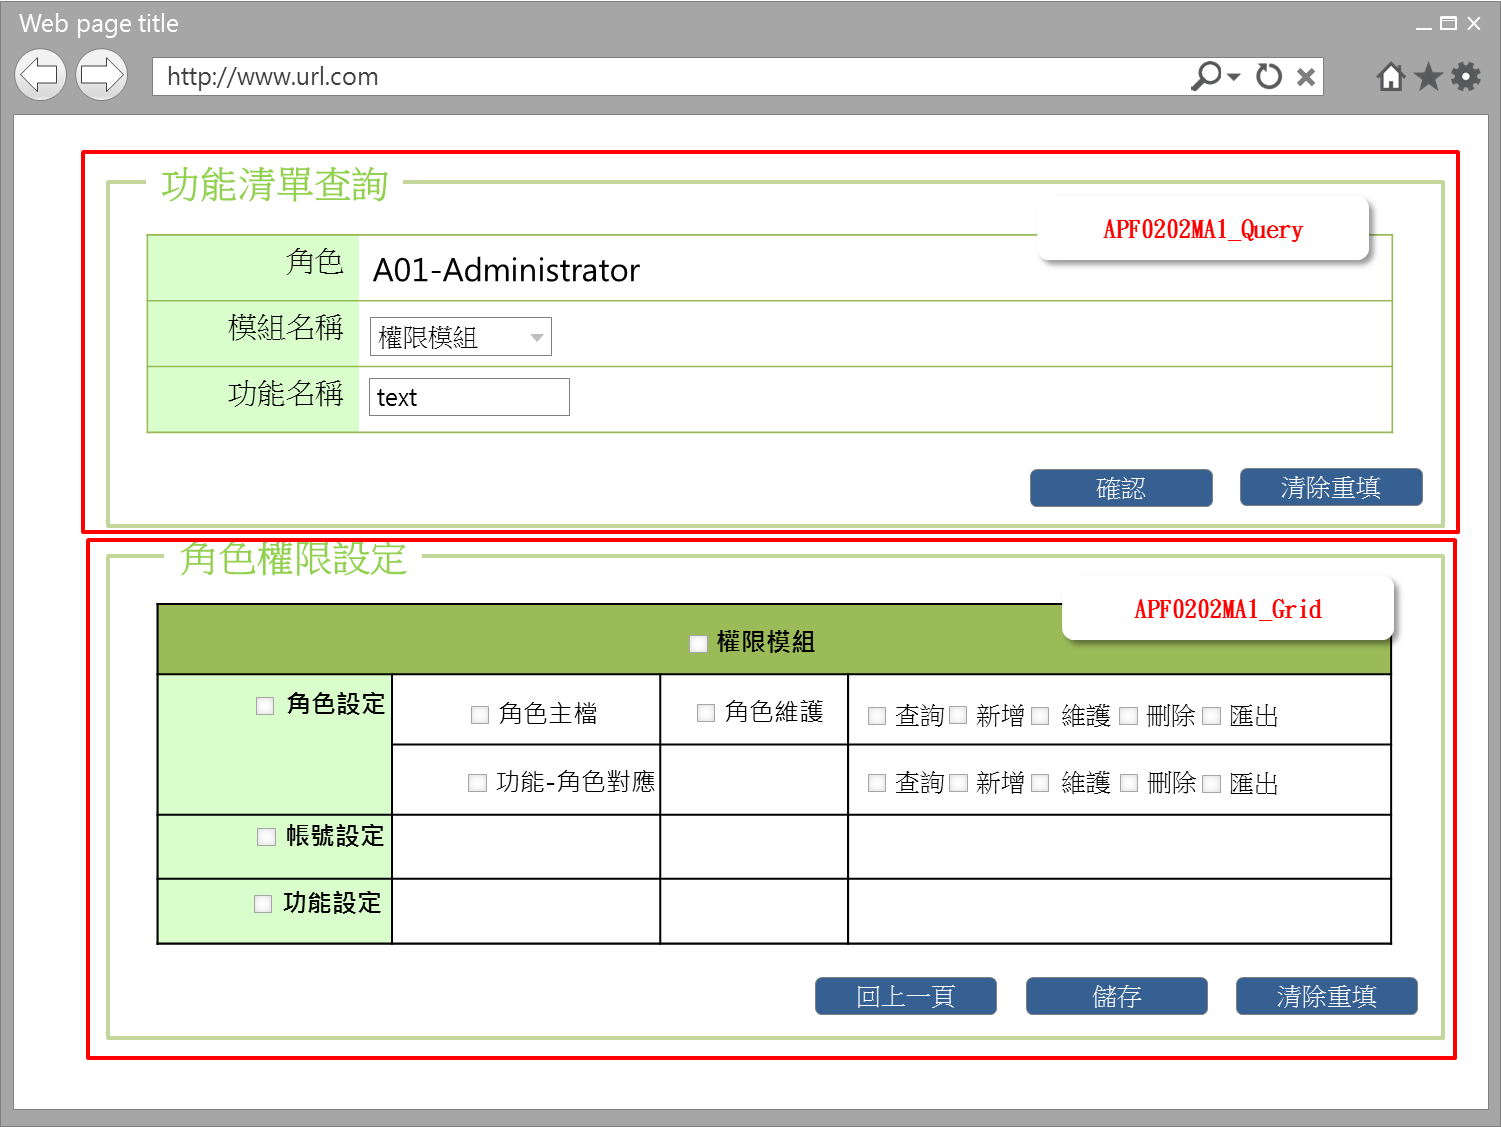 Web page title
http://www.url.com
功能清單查詢
APF0202MA1_Query
角色
A01-Administrator
模組名稱
權限模組
功能名稱
text
確認
清除重填
角色權限設定
APF0202MA1_Grid
權限模組
角色設定
角色主檔
角色維護
查詢 新增 維護 刪除 匯出
功能-角色對應
查詢 新增 維護 刪除 匯出
帳號設定
功能設定
回上一頁
儲存
清除重填